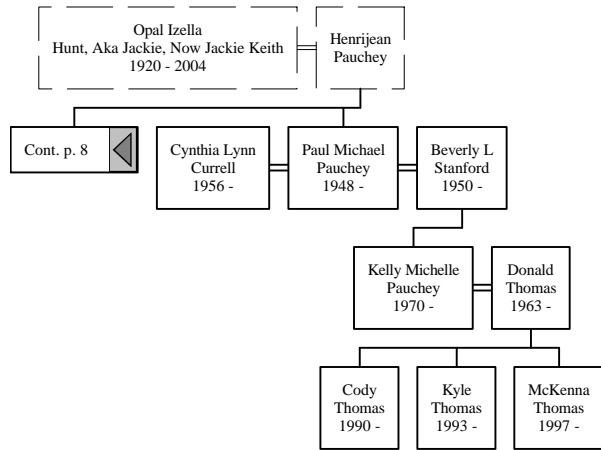 Opal Izella
Hunt, Aka Jackie, Now Jackie Keith
1920 - 2004
Henrijean
Pauchey
Cont. p. 8
Cynthia Lynn
Currell
1956 -
Paul Michael
Pauchey
1948 -
Beverly L
Stanford
1950 -
Kelly Michelle
Pauchey
1970 -
Donald
Thomas
1963 -
Cody
Thomas
1990 -
Kyle
Thomas
1993 -
McKenna
Thomas
1997 -